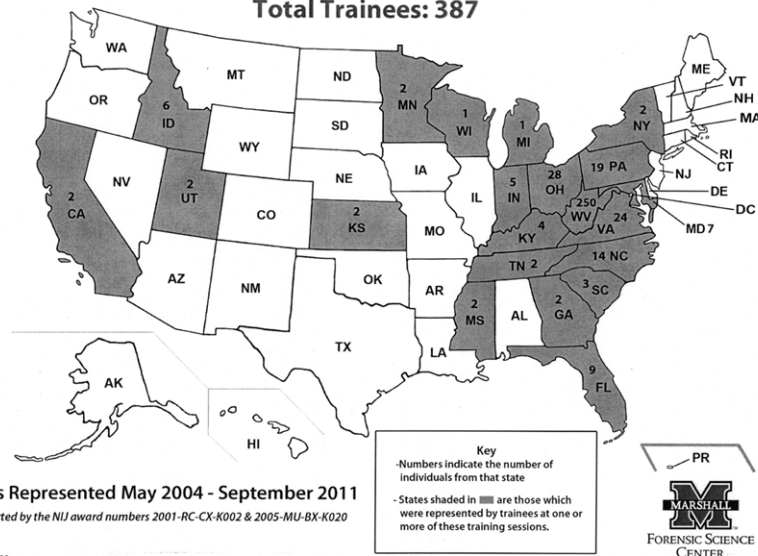 Total Trainees: 387
WA
MT
ND
2
MN
OR
6
ID
SD
1
WI
1
MI
2
NY
ME
VT
NH
MA
WY
NE
IA
NV
2
UT
CO
2
KS
IL
5
IN
28
OH
19 PA
NJ
RI
CT
DE
DC
2
CA
MO
4
KY
250
WV
24
VA
MD7
AZ
NM
OK
AR
TN 2
14 NC
3
SC
TX
LA
2
MS
AL
2
GA
9
FL
AK
HI
PR
Key
-Numbers indicate the number of
individuals from that state
- States shaded in are those which
were represented by trainees at one or
more of these training sessions.
s Represented May 2004 - September 2011
rted by the NIJ award numbers 2001-RC-CX-K002 & 2005-MU-BX-K020
M
MARSHALL
FORENSIC SCIENCE
CENTER